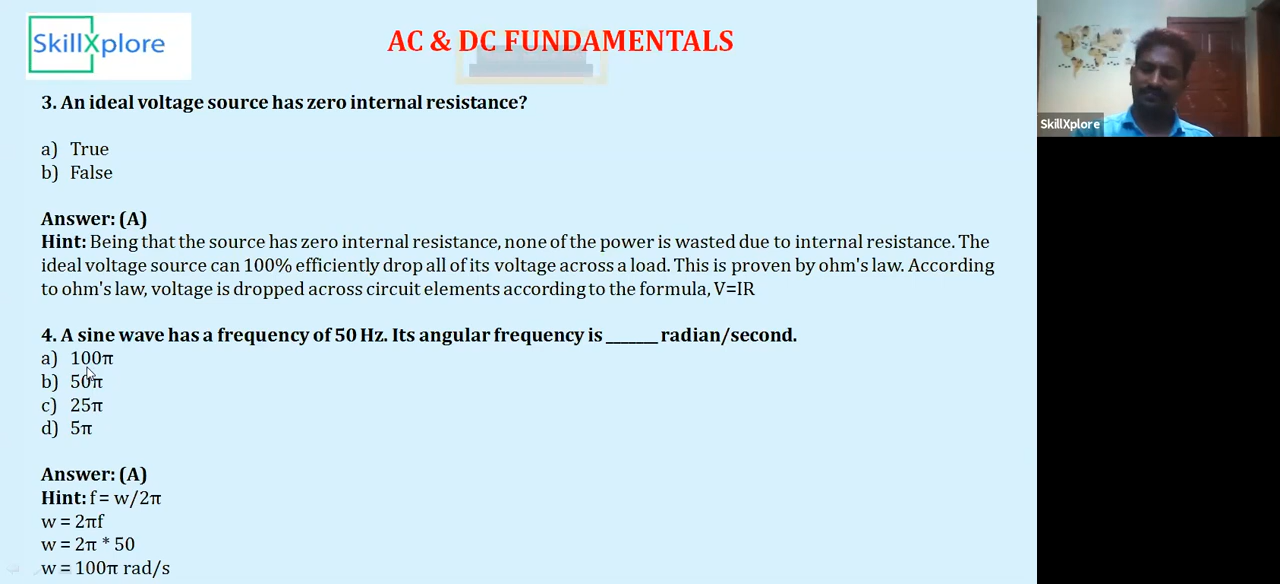 SkillXplore
AC & DC FUNDAMENTALS
3. An ideal voltage source has zero internal resistance?
a) True
b) False
Answer: (A)
Hint: Being that the source has zero internal resistance, none of the power is wasted due to internal resistance. The
ideal voltage source can 100% efficiently drop all of its voltage across a load. This is proven by ohm's law. According
to ohm's law, voltage is dropped across circuit elements according to the formula, V=IR
4. A sine wave has a frequency of 50 Hz. Its angular frequency is ______ radian/second.
a) 100π
b) 50π
c) 25π
d) 5π
Answer: (A)
Hint: f = w/2π
w = 2πf
w = 2π * 50
w = 100π rad/s
SkillXplore